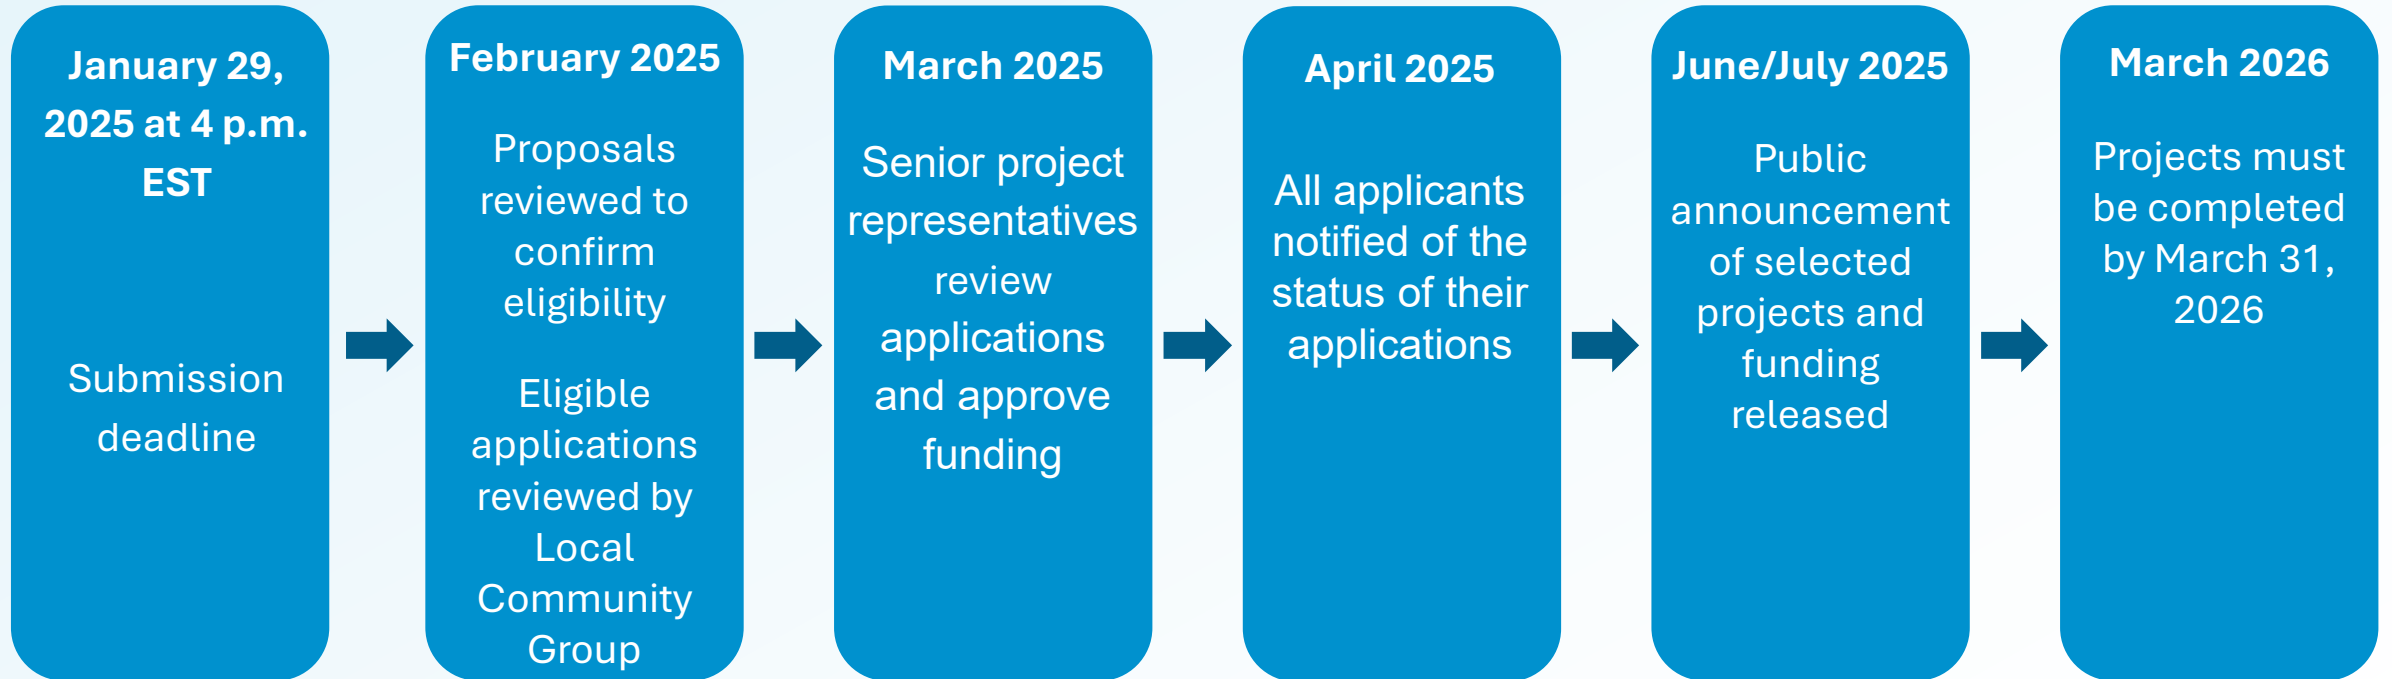 January 29,
2025 at 4 p.m.
EST
Submission
deadline
February 2025
Proposals
reviewed to
confirm
eligibility
Eligible
applications
reviewed by
Local
Community
Group
March 2025
Senior project
representatives
review
applications
and approve
funding
April 2025
All applicants
notified of the
status of their
applications
June/July 2025
Public
announcement
of selected
projects and
funding
released
March 2026
Projects must
be completed
by March 31,
2026